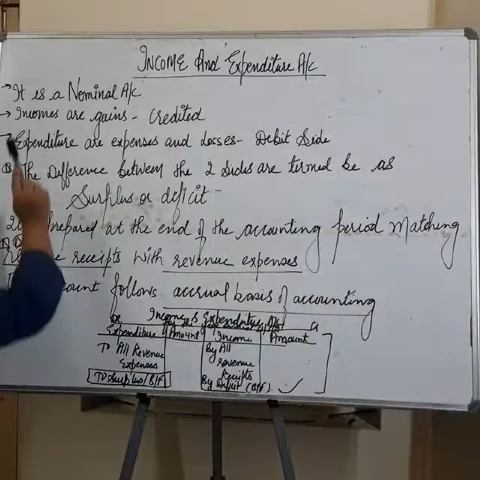 INCOME And Expenditure A/c
→ It is a Nominal A/c
→ Incomes are gains - Credited
→ Expenditure are expenses and losses - Debit Side
The Difference between the 2 sides are termed be as
Surplus or deficit -
prepared at the end of the accounting period Matching
receipts with revenue expenses
follows accrual basis of accounting
Income & Expenditure A/c
Dr Cr
Expenditure Amount Income Amount
To All Revenue Expenses By All revenue Receipts
To Surplus (B/F) By Deficit (B/F)